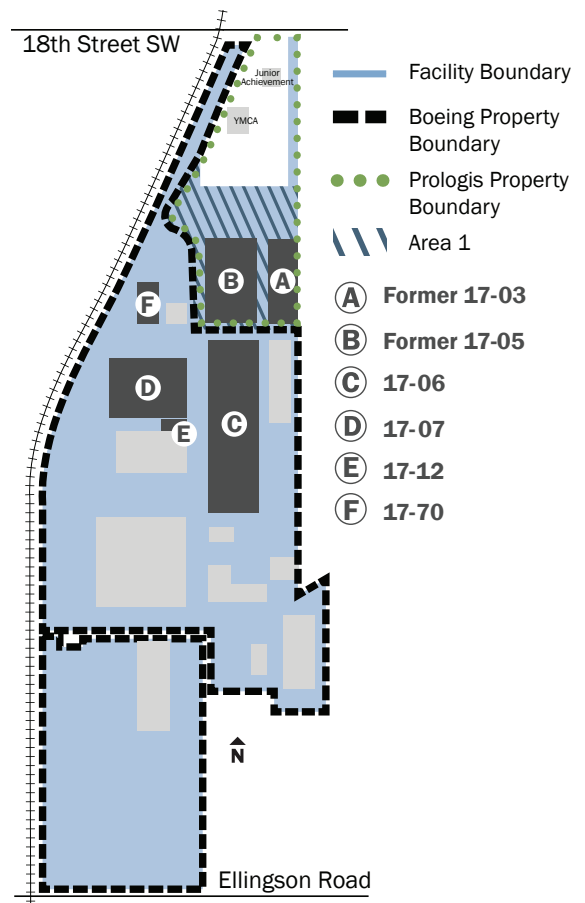 18th Street SW
Junior
Achievement
YMCA
B
A
F
D
C
E
N
Ellingson Road
Facility Boundary
Boeing Property
Boundary
Prologis Property
Boundary
Area 1
A Former 17-03
B Former 17-05
C 17-06
D 17-07
E 17-12
F 17-70